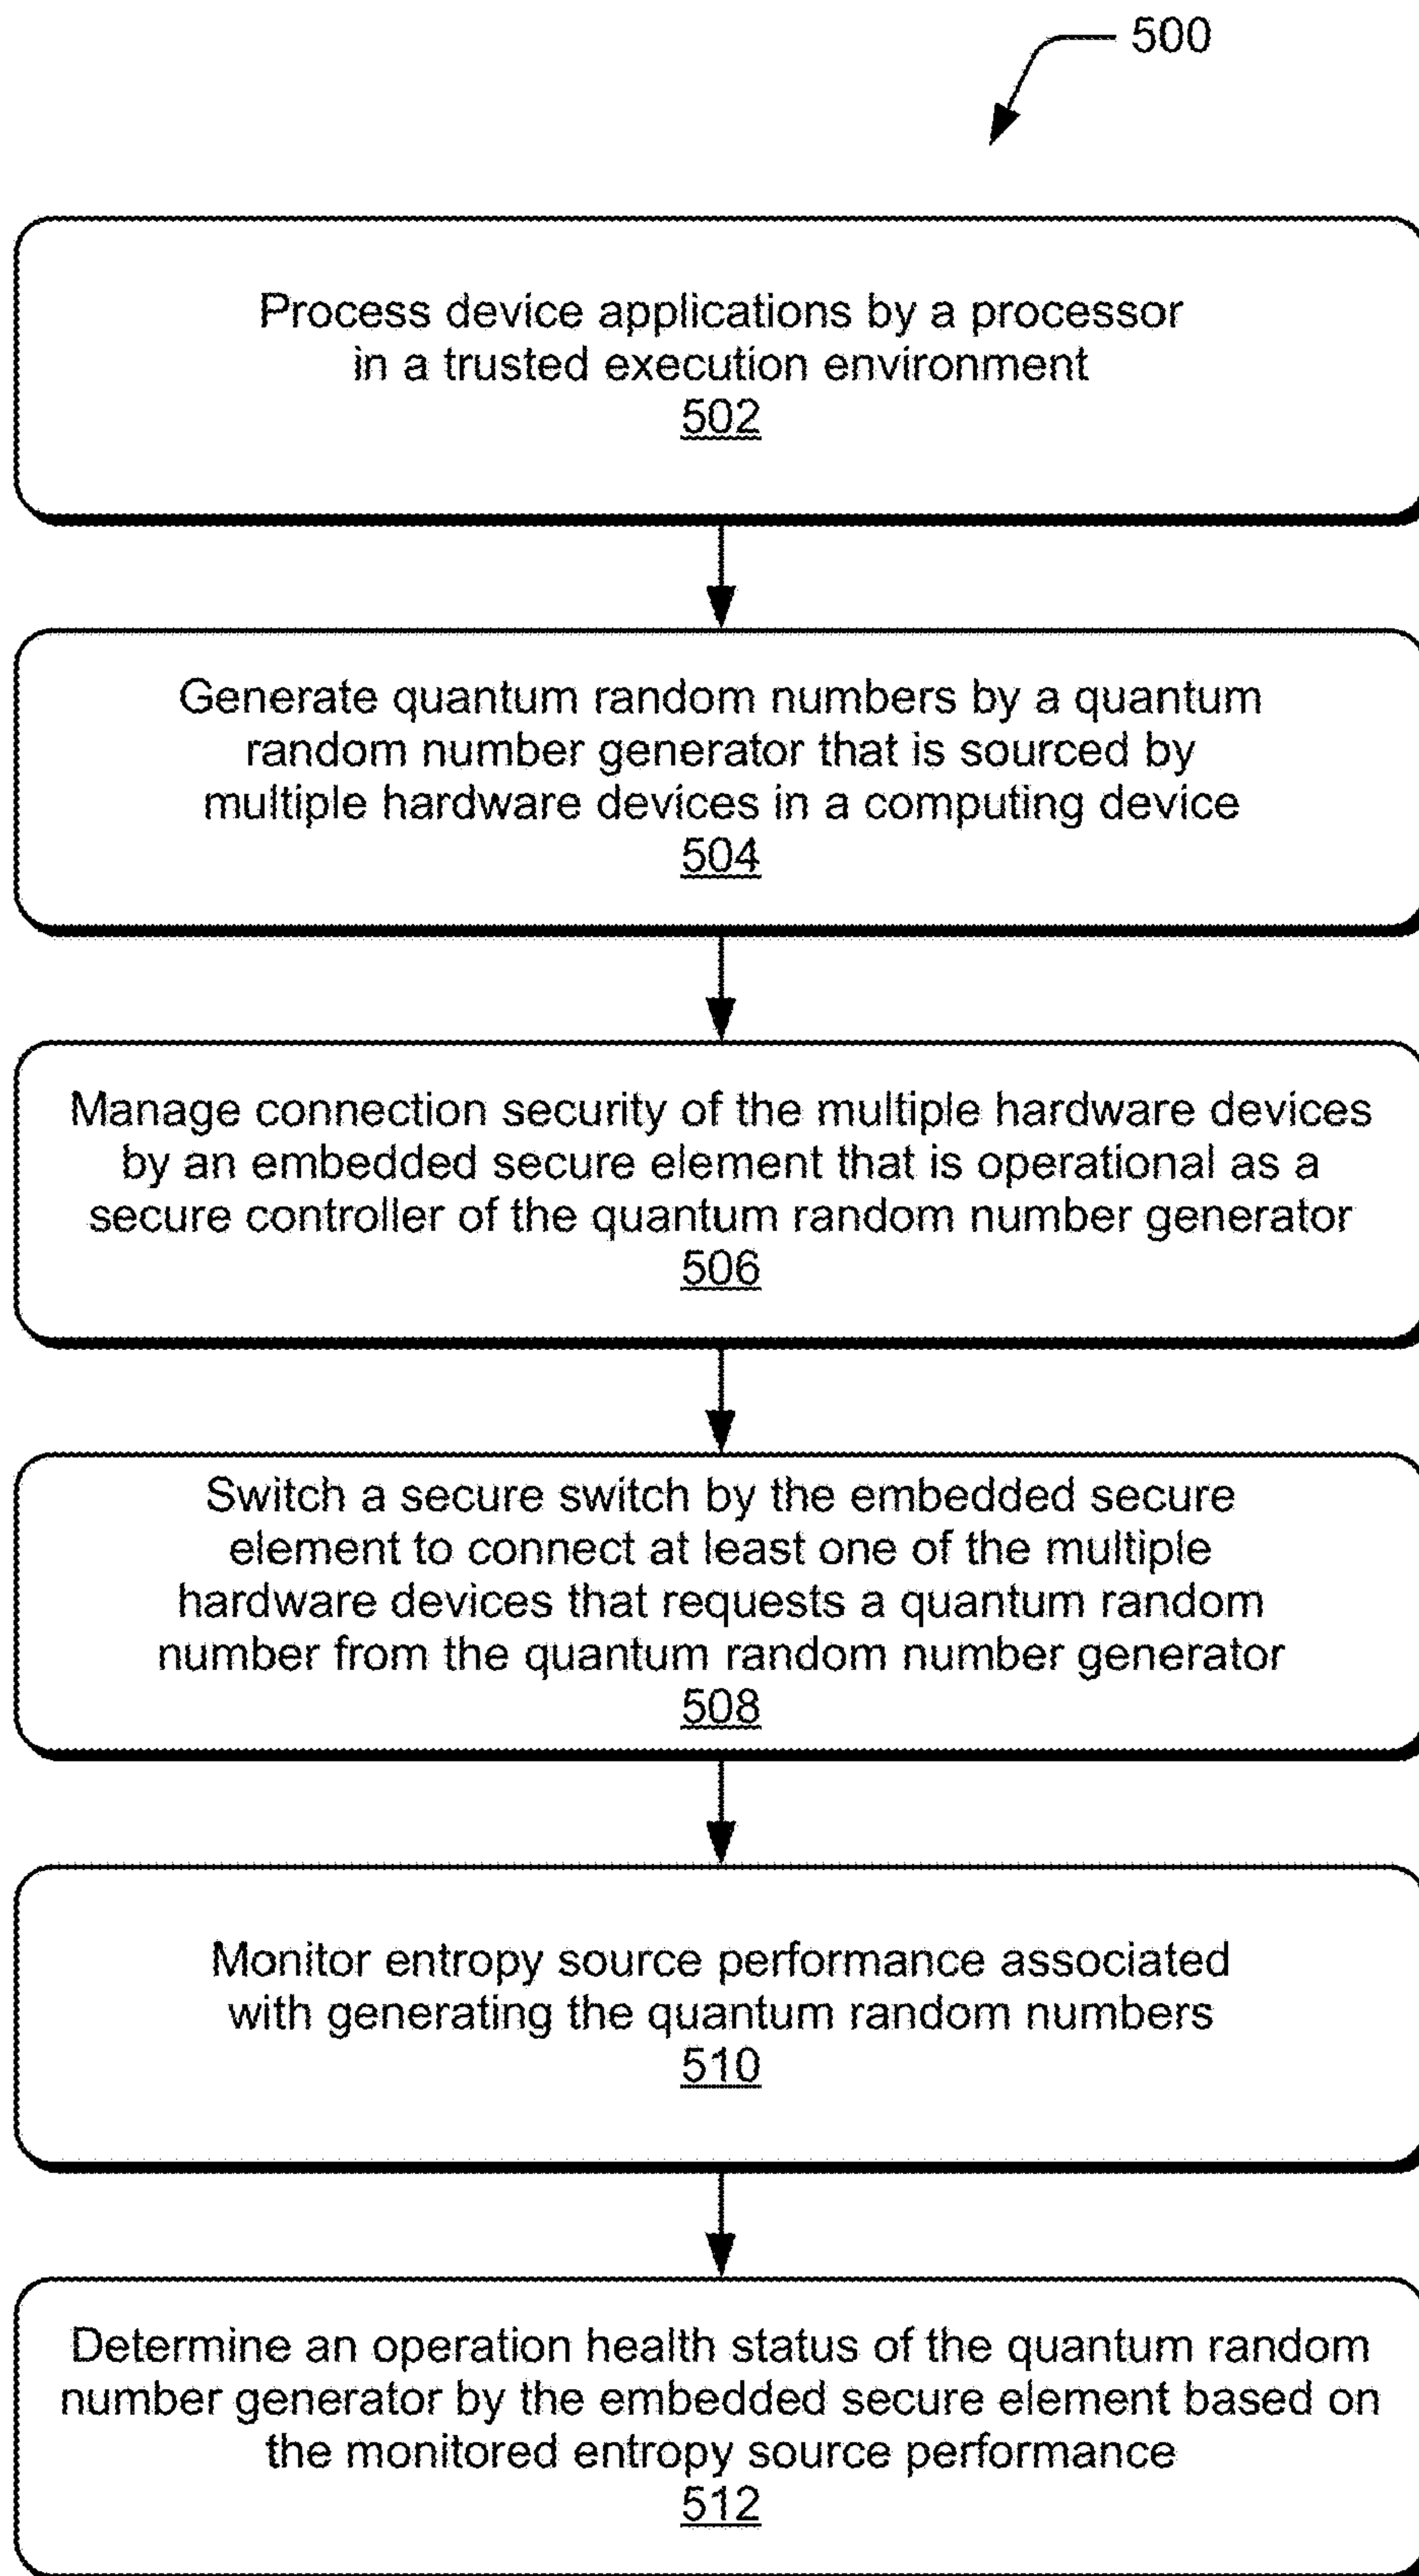 500
Process device applications by a processor
in a trusted execution environment
502
Generate quantum random numbers by a quantum
random number generator that is sourced by
multiple hardware devices in a computing device
504
Manage connection security of the multiple hardware devices
by an embedded secure element that is operational as a
secure controller of the quantum random number generator
506
Switch a secure switch by the embedded secure
element to connect at least one of the multiple
hardware devices that requests a quantum random
number from the quantum random number generator
508
Monitor entropy source performance associated
with generating the quantum random numbers
510
Determine an operation health status of the quantum random
number generator by the embedded secure element based on
the monitored entropy source performance
512